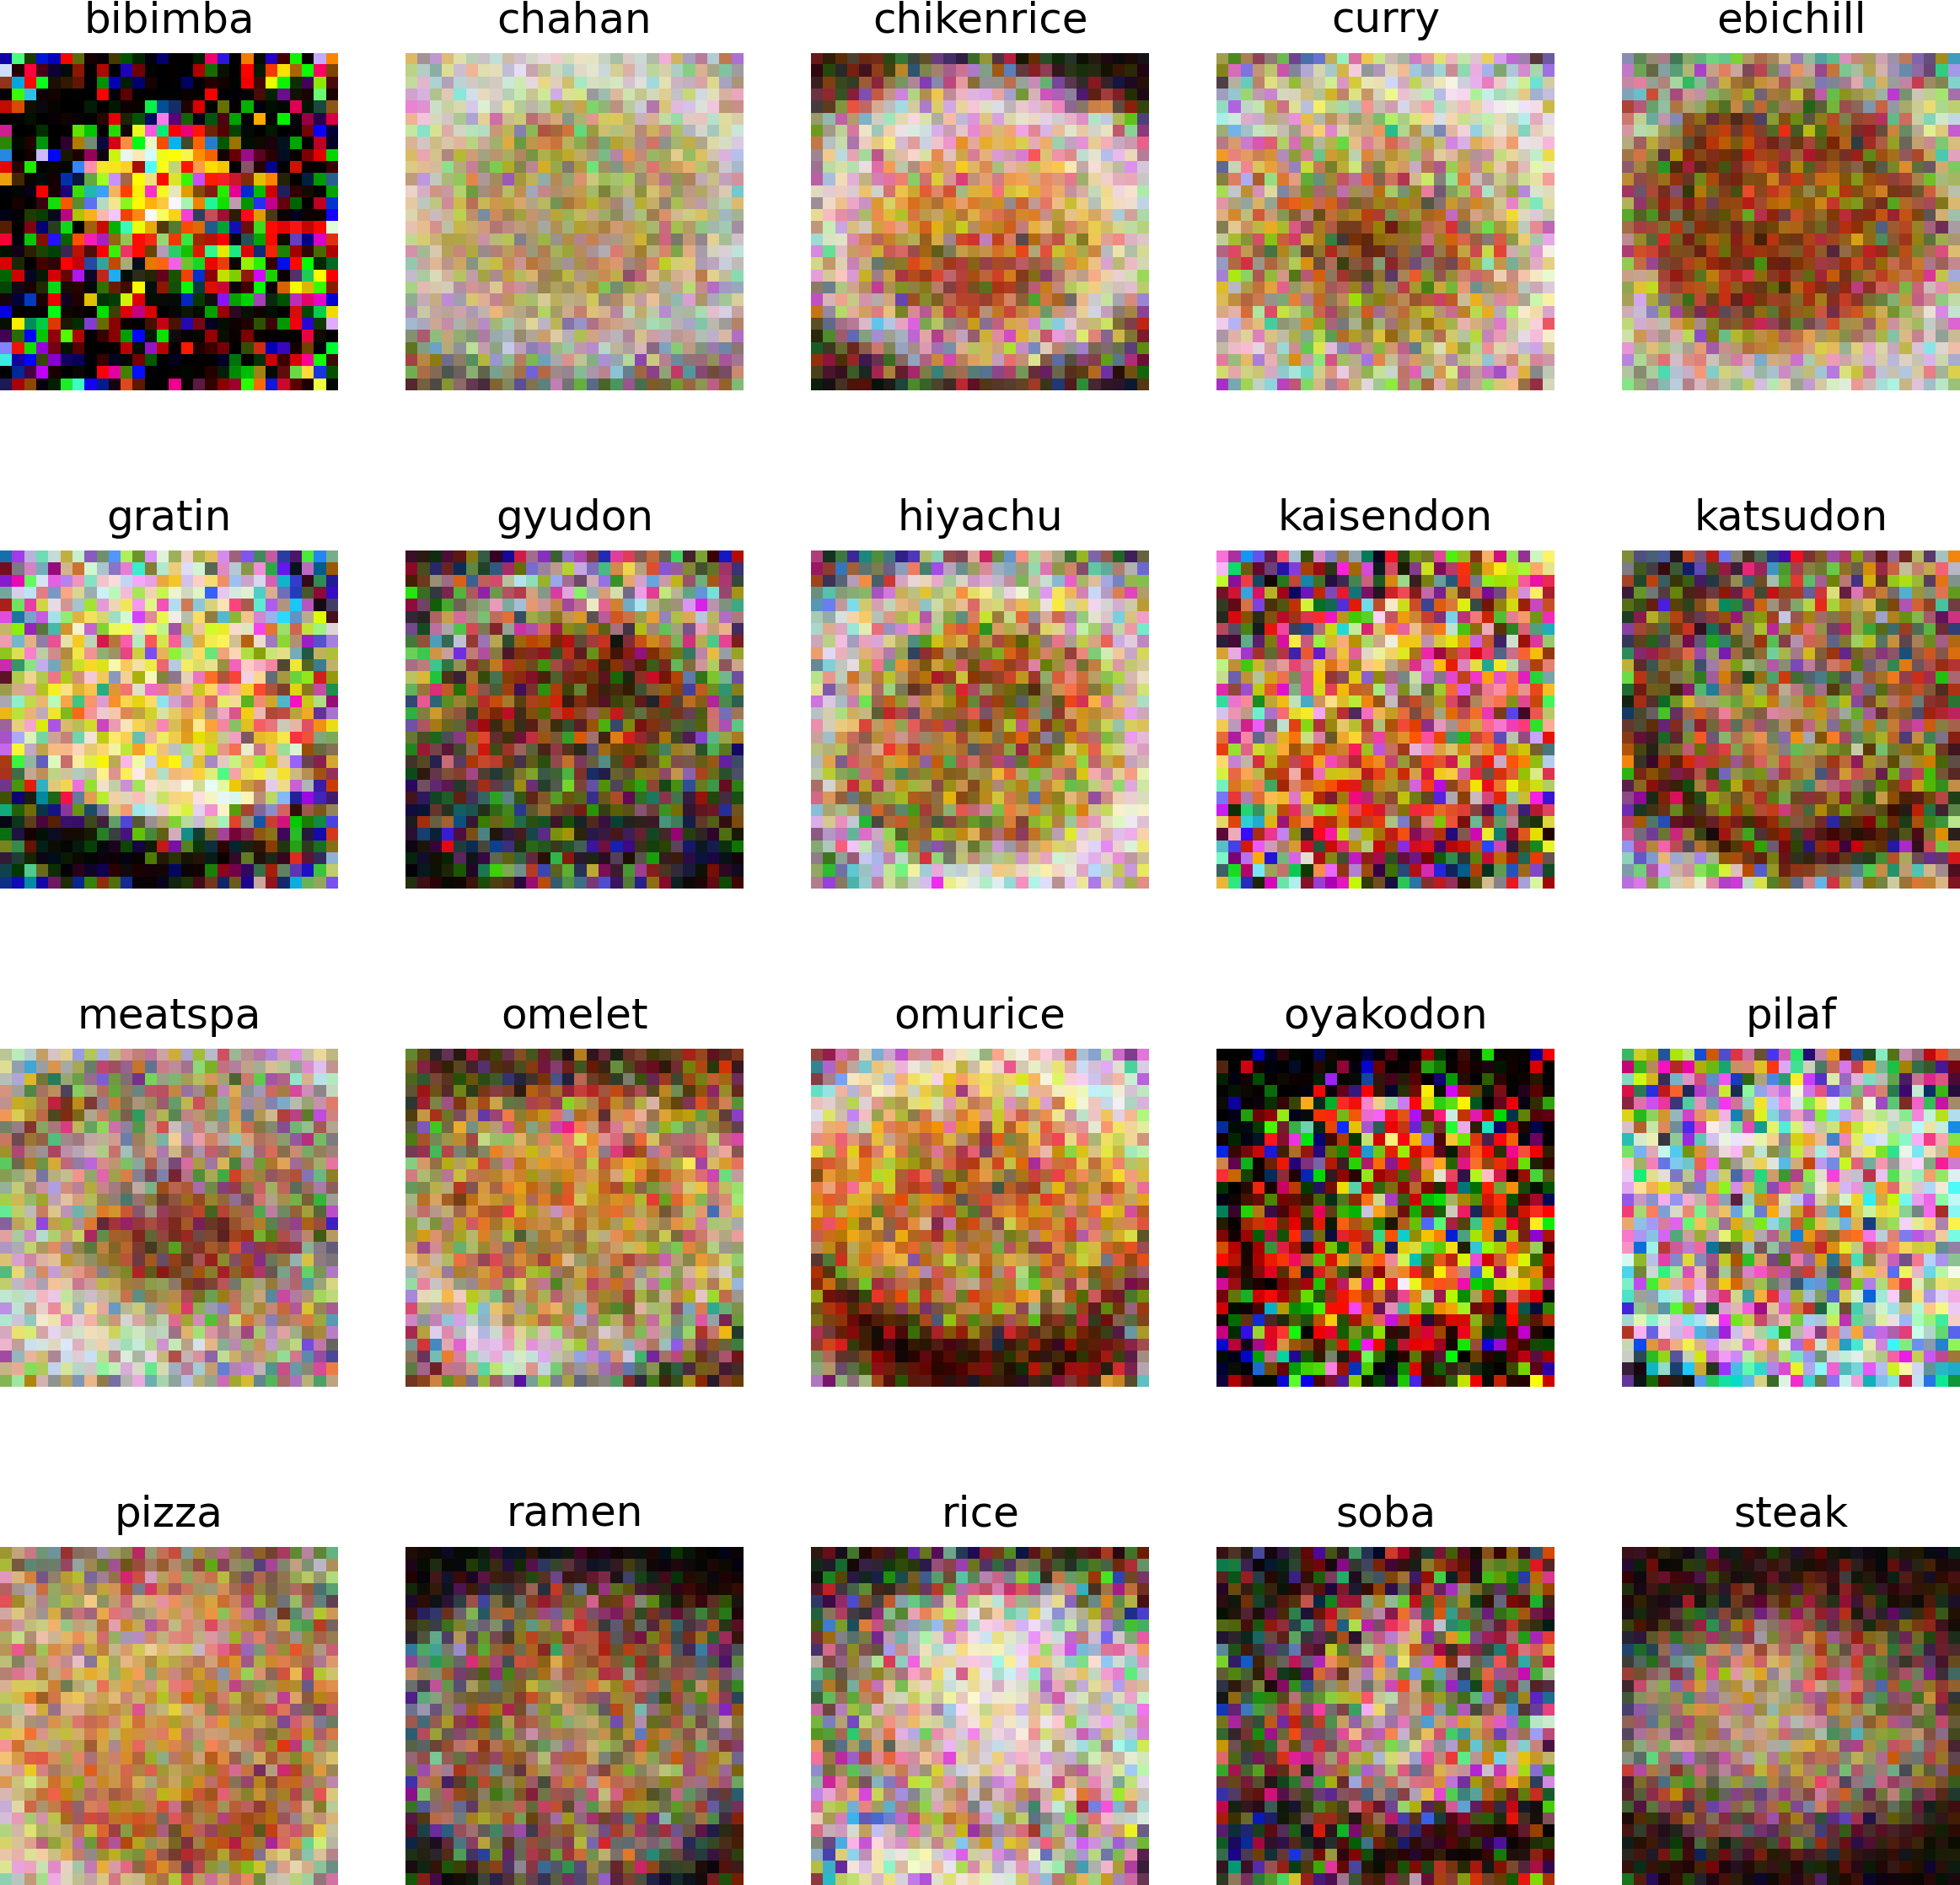 bibimba chahan chikenrice curry ebichill
gratin gyudon hiyachu kaisendon katsudon
meatspa omelet omurice oyakodon pilaf
pizza ramen rice soba steak